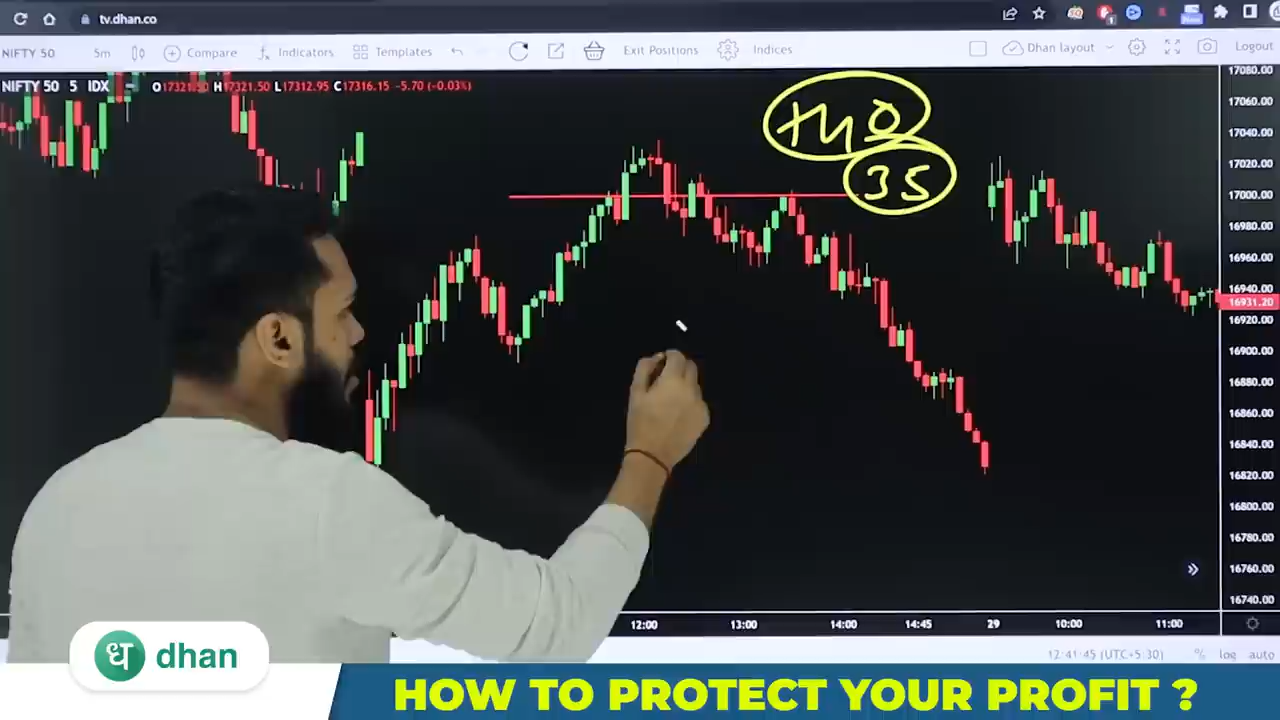 tv.dhan.co
NIFTY 50 5m Compare Indicators Templates Exit Positions Indices Dhan layout Logout
NIFTY 50 5 IDX O17321.50 H17321.50 L17312.95 C17316.15 -5.70 (-0.03%)
35
17080.00
17060.00
17040.00
17020.00
17000.00
16980.00
16960.00
16940.00
16931.20
16920.00
16900.00
16880.00
16860.00
16840.00
16820.00
16800.00
16780.00
16760.00
16740.00
12:00 13:00 14:00 14:45 29 10:00 11:00
12:41:45 (UTC+5:30) % log auto
ध dhan
HOW TO PROTECT YOUR PROFIT ?